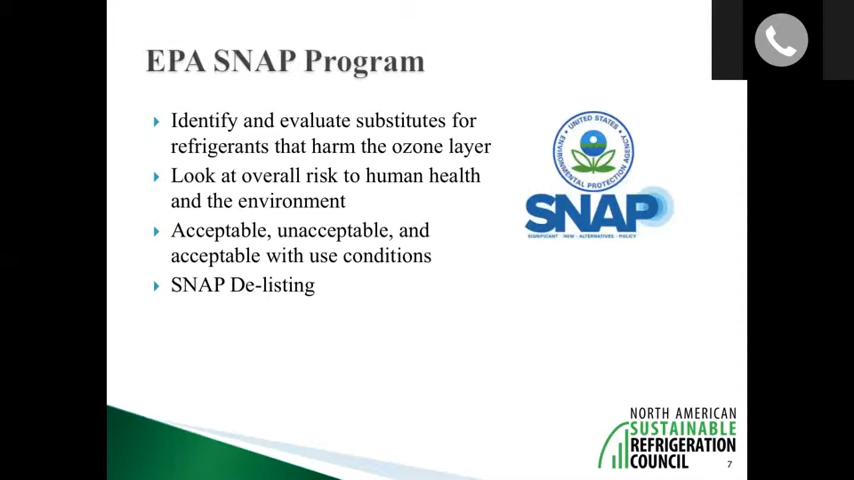 EPA SNAP Program
Identify and evaluate substitutes for
refrigerants that harm the ozone layer
Look at overall risk to human health
and the environment
Acceptable, unacceptable, and
acceptable with use conditions
SNAP De-listing
UNITED STATES
ENVIRONMENTAL PROTECTION AGENCY
SNAP
SIGNIFICANT · NEW · ALTERNATIVES · POLICY
NORTH AMERICAN
SUSTAINABLE
REFRIGERATION
COUNCIL
7